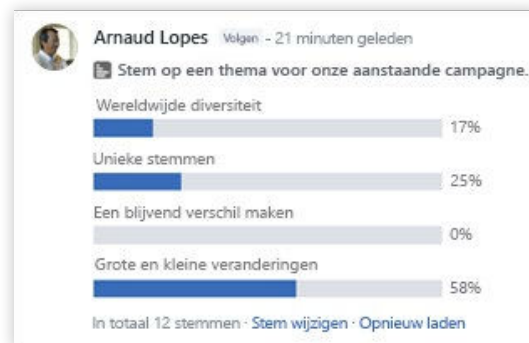 Arnaud Lopes Volgen - 21 minuten geleden
Stem op een thema voor onze aanstaande campagne.
Wereldwijde diversiteit
17%
Unieke stemmen
25%
Een blijvend verschil maken
0%
Grote en kleine veranderingen
58%
In totaal 12 stemmen · Stem wijzigen · Opnieuw laden